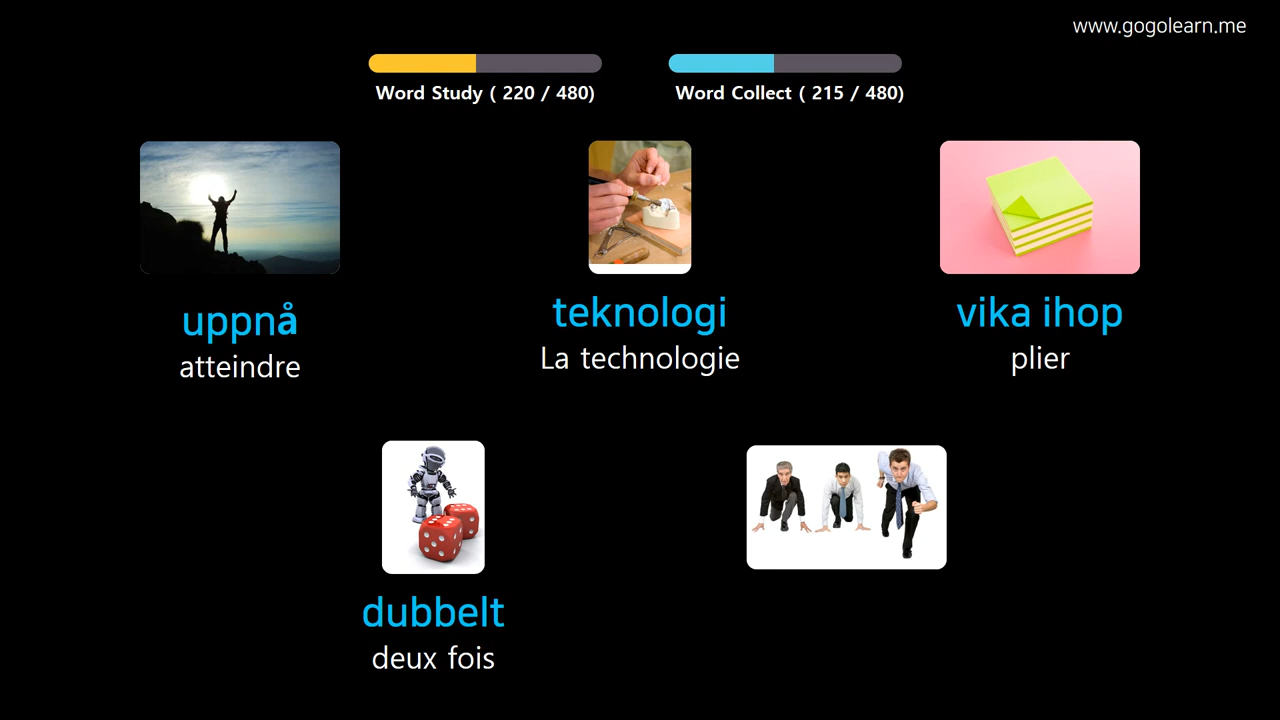 www.gogolearn.me
Word Study ( 220 / 480)
Word Collect ( 215 / 480)
uppnå
atteindre
teknologi
La technologie
vika ihop
plier
dubbelt
deux fois